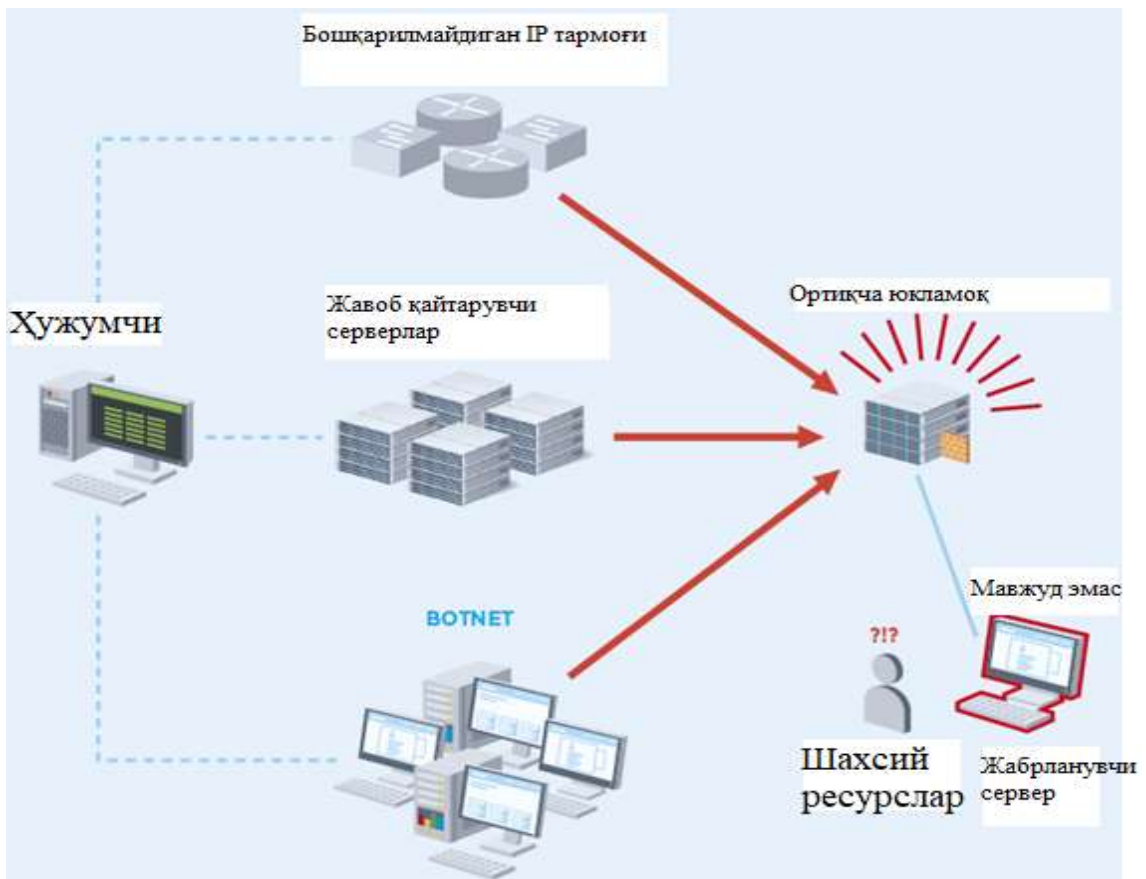 Бошқарилмайдиган IP тармоғи
Ҳужумчи
Жавоб қайтарувчи
серверлар
Ортиқча юкламоқ
BOTNET
Мавжуд эмас
?!?
Шахсий
ресурслар
Жабрланувчи
сервер